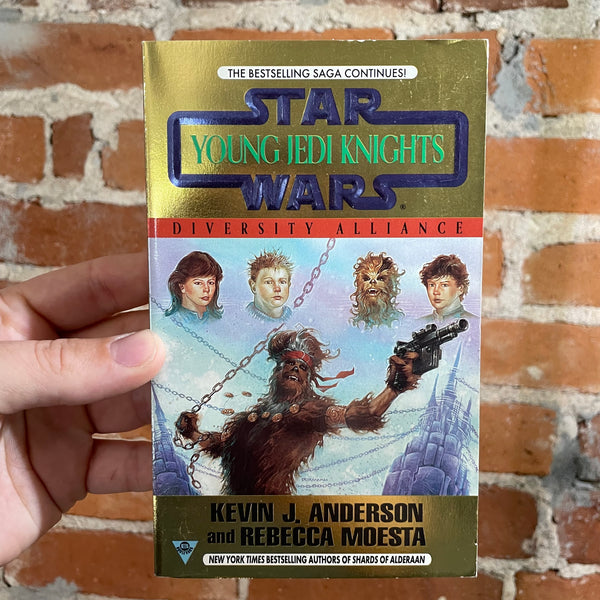 THE BESTSELLING SAGA CONTINUES!
STAR
YOUNG JEDI KNIGHTS
WARS®
DIVERSITY ALLIANCE
KEVIN J. ANDERSON
and REBECCA MOESTA
NEW YORK TIMES BESTSELLING AUTHORS OF SHARDS OF ALDERAAN